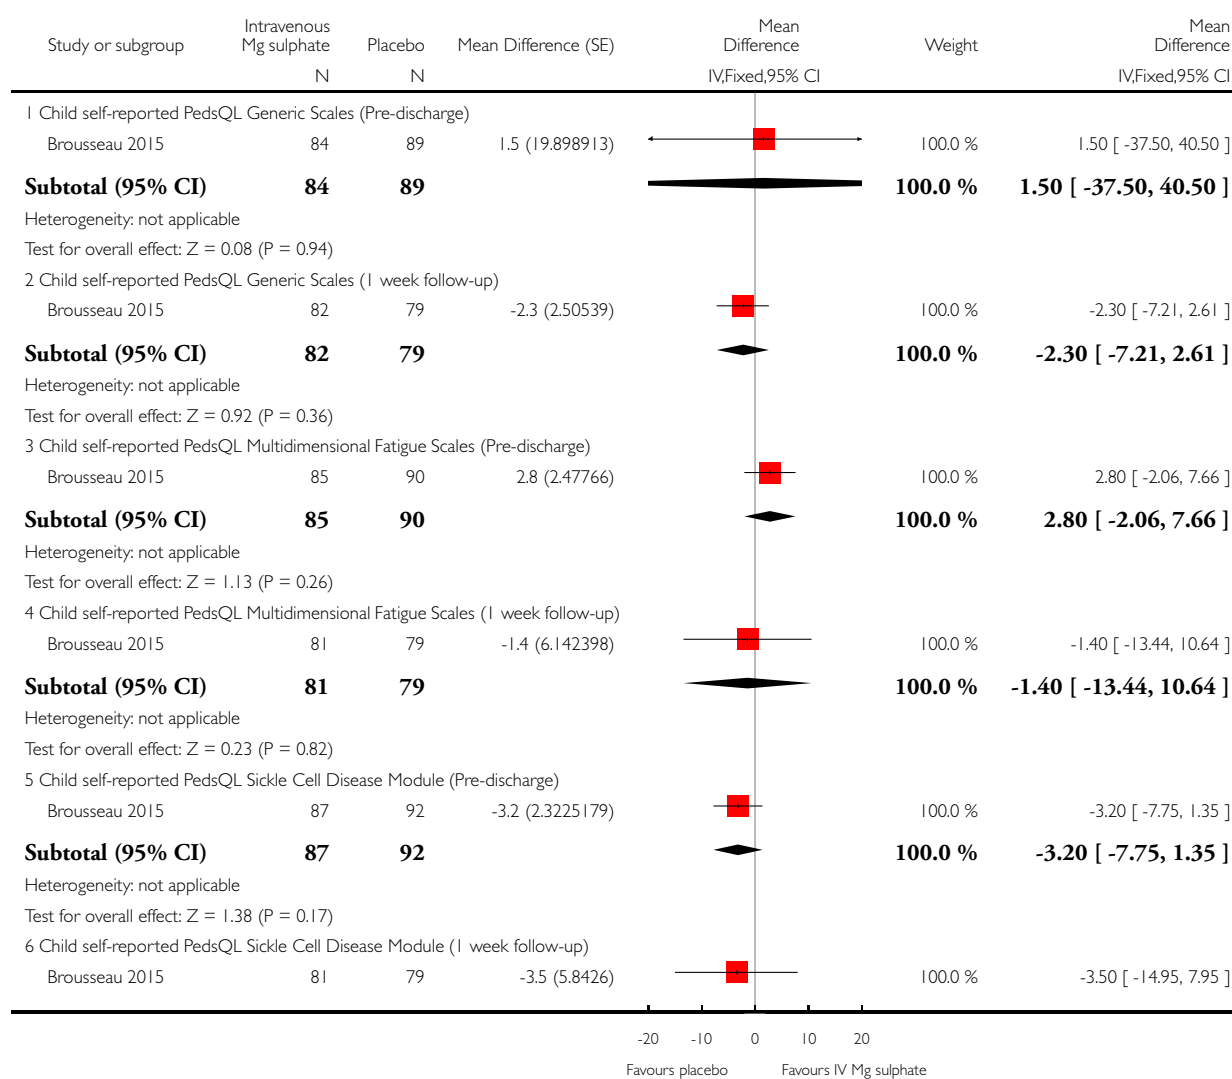 Study or subgroup Intravenous Mg sulphate Placebo Mean Difference (SE) Mean Difference Weight Mean Difference
N N IV,Fixed,95% CI IV,Fixed,95% CI
1 Child self-reported PedsQL Generic Scales (Pre-discharge)
Brousseau 2015 84 89 1.5 (19.898913) 100.0 % 1.50 [ -37.50, 40.50 ]
Subtotal (95% CI) 84 89 100.0 % 1.50 [ -37.50, 40.50 ]
Heterogeneity: not applicable
Test for overall effect: Z = 0.08 (P = 0.94)
2 Child self-reported PedsQL Generic Scales (1 week follow-up)
Brousseau 2015 82 79 -2.3 (2.50539) 100.0 % -2.30 [ -7.21, 2.61 ]
Subtotal (95% CI) 82 79 100.0 % -2.30 [ -7.21, 2.61 ]
Heterogeneity: not applicable
Test for overall effect: Z = 0.92 (P = 0.36)
3 Child self-reported PedsQL Multidimensional Fatigue Scales (Pre-discharge)
Brousseau 2015 85 90 2.8 (2.47766) 100.0 % 2.80 [ -2.06, 7.66 ]
Subtotal (95% CI) 85 90 100.0 % 2.80 [ -2.06, 7.66 ]
Heterogeneity: not applicable
Test for overall effect: Z = 1.13 (P = 0.26)
4 Child self-reported PedsQL Multidimensional Fatigue Scales (1 week follow-up)
Brousseau 2015 81 79 -1.4 (6.142398) 100.0 % -1.40 [ -13.44, 10.64 ]
Subtotal (95% CI) 81 79 100.0 % -1.40 [ -13.44, 10.64 ]
Heterogeneity: not applicable
Test for overall effect: Z = 0.23 (P = 0.82)
5 Child self-reported PedsQL Sickle Cell Disease Module (Pre-discharge)
Brousseau 2015 87 92 -3.2 (2.3225179) 100.0 % -3.20 [ -7.75, 1.35 ]
Subtotal (95% CI) 87 92 100.0 % -3.20 [ -7.75, 1.35 ]
Heterogeneity: not applicable
Test for overall effect: Z = 1.38 (P = 0.17)
6 Child self-reported PedsQL Sickle Cell Disease Module (1 week follow-up)
Brousseau 2015 81 79 -3.5 (5.8426) 100.0 % -3.50 [ -14.95, 7.95 ]
-20 -10 0 10 20
Favours placebo Favours IV Mg sulphate